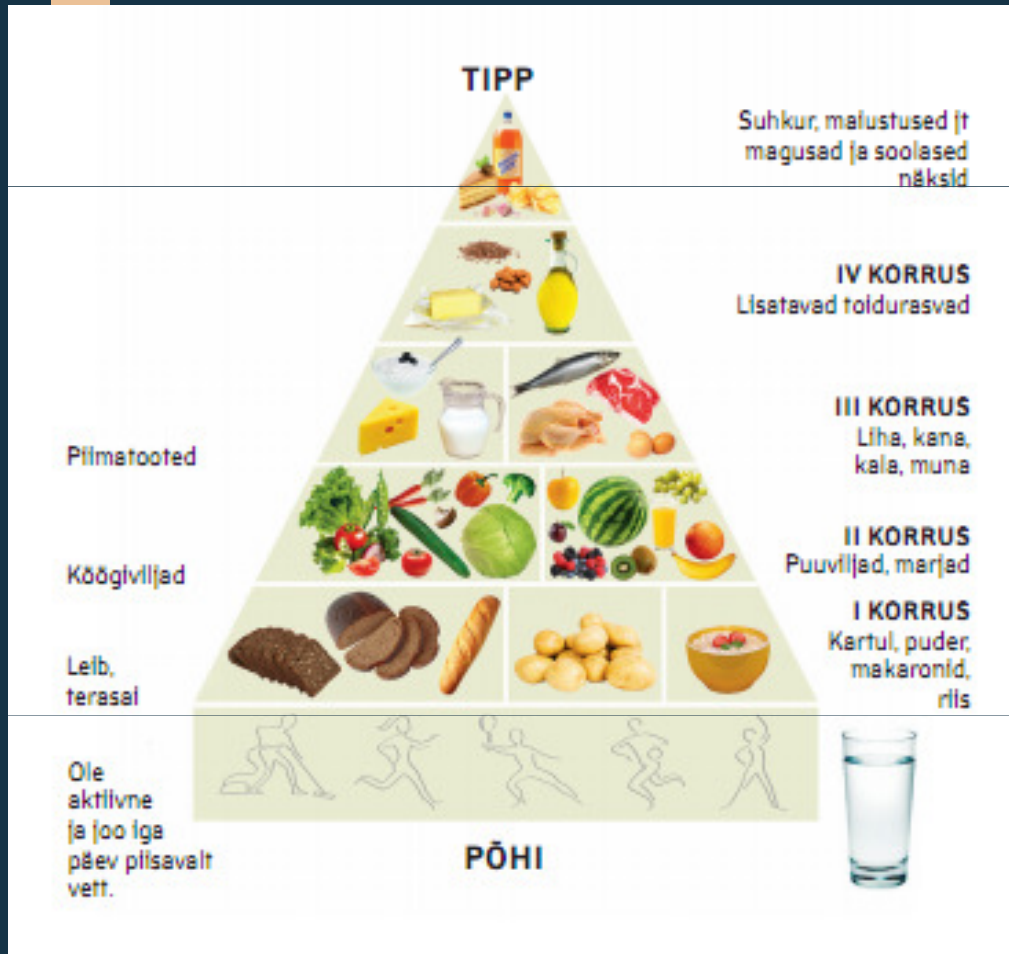 TIPP
Suhkur, maiustused jt
magusad ja soolased
näksid
IV KORRUS
Lisatavad toidurasvad
III KORRUS
Liha, kana,
kala, muna
Piimatooted
II KORRUS
Puuviljad, marjad
Köögiviljad
I KORRUS
Kartul, puder,
makaronid,
riis
Leib,
terasai
Ole
aktiivne
ja joo iga
päev piisavalt
vett.
PÕHI